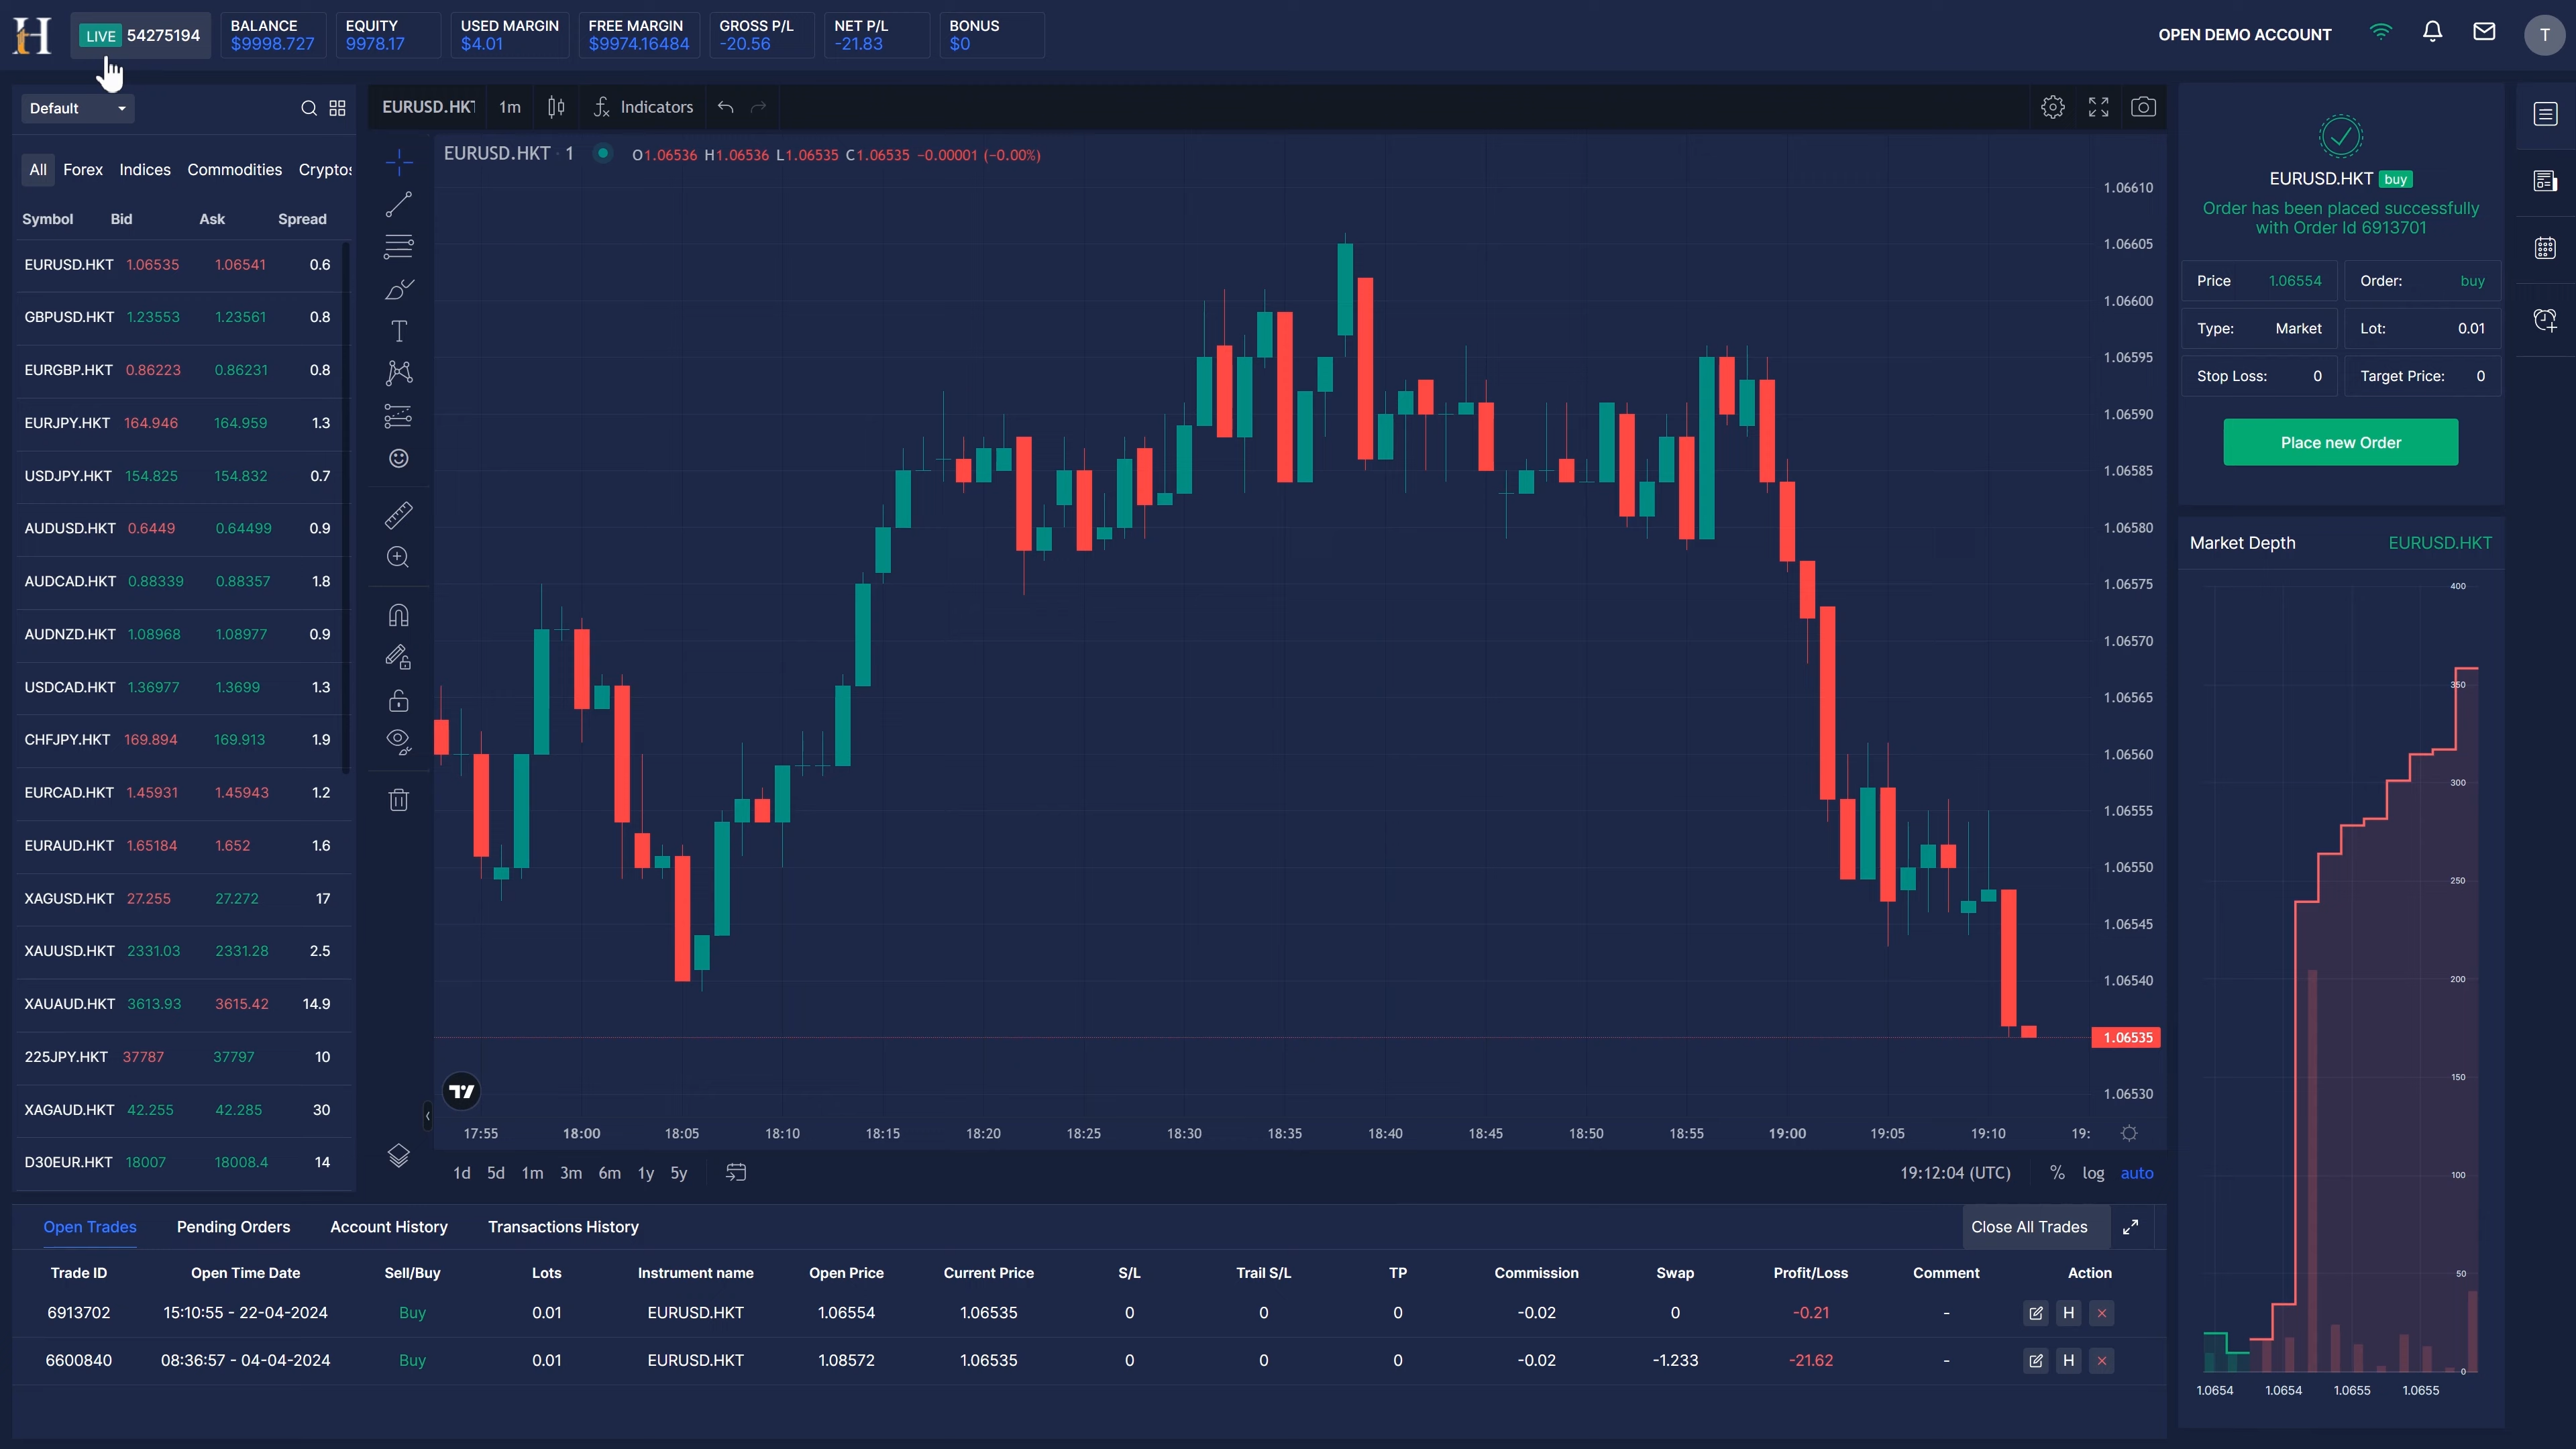 H LIVE 54275194 BALANCE $9998.727 EQUITY 9978.17 USED MARGIN $4.01 FREE MARGIN $9974.16484 GROSS P/L -20.56 NET P/L -21.83 BONUS $0 OPEN DEMO ACCOUNT T
Default
EURUSD.HKT 1m Indicators
All Forex Indices Commodities Cryptos
EURUSD.HKT · 1 O1.06536 H1.06536 L1.06535 C1.06535 −0.00001 (−0.00%)
Symbol Bid Ask Spread
EURUSD.HKT 1.06535 1.06541 0.6
GBPUSD.HKT 1.23553 1.23561 0.8
EURGBP.HKT 0.86223 0.86231 0.8
EURJPY.HKT 164.946 164.959 1.3
USDJPY.HKT 154.825 154.832 0.7
AUDUSD.HKT 0.6449 0.64499 0.9
AUDCAD.HKT 0.88339 0.88357 1.8
AUDNZD.HKT 1.08968 1.08977 0.9
USDCAD.HKT 1.36977 1.3699 1.3
CHFJPY.HKT 169.894 169.913 1.9
EURCAD.HKT 1.45931 1.45943 1.2
EURAUD.HKT 1.65184 1.652 1.6
XAGUSD.HKT 27.255 27.272 17
XAUUSD.HKT 2331.03 2331.28 2.5
XAUAUD.HKT 3613.93 3615.42 14.9
225JPY.HKT 37787 37797 10
XAGAUD.HKT 42.255 42.285 30
D30EUR.HKT 18007 18008.4 14
1.06610
1.06605
1.06600
1.06595
1.06590
1.06585
1.06580
1.06575
1.06570
1.06565
1.06560
1.06555
1.06550
1.06545
1.06540
1.06535
1.06530
17:55 18:00 18:05 18:10 18:15 18:20 18:25 18:30 18:35 18:40 18:45 18:50 18:55 19:00 19:05 19:10 19:
1d 5d 1m 3m 6m 1y 5y 19:12:04 (UTC) % log auto
EURUSD.HKT buy
Order has been placed successfully
with Order Id 6913701
Price 1.06554 Order: buy
Type: Market Lot: 0.01
Stop Loss: 0 Target Price: 0
Place new Order
Market Depth EURUSD.HKT
400
350
300
250
200
150
100
50
0
1.0654 1.0654 1.0655 1.0655
Open Trades Pending Orders Account History Transactions History Close All Trades
Trade ID Open Time Date Sell/Buy Lots Instrument name Open Price Current Price S/L Trail S/L TP Commission Swap Profit/Loss Comment Action
6913702 15:10:55 - 22-04-2024 Buy 0.01 EURUSD.HKT 1.06554 1.06535 0 0 0 -0.02 0 -0.21 - H ×
6600840 08:36:57 - 04-04-2024 Buy 0.01 EURUSD.HKT 1.08572 1.06535 0 0 0 -0.02 -1.233 -21.62 - H ×